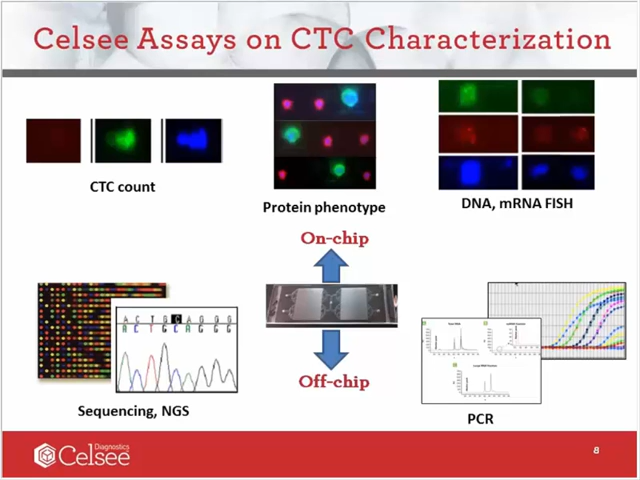 Celsee Assays on CTC Characterization
CTC count
Protein phenotype
DNA, mRNA FISH
On-chip
A C T G C A G G G
A C T G C A G G G
Off-chip
Sequencing, NGS
PCR
Diagnostics
Celsee
8